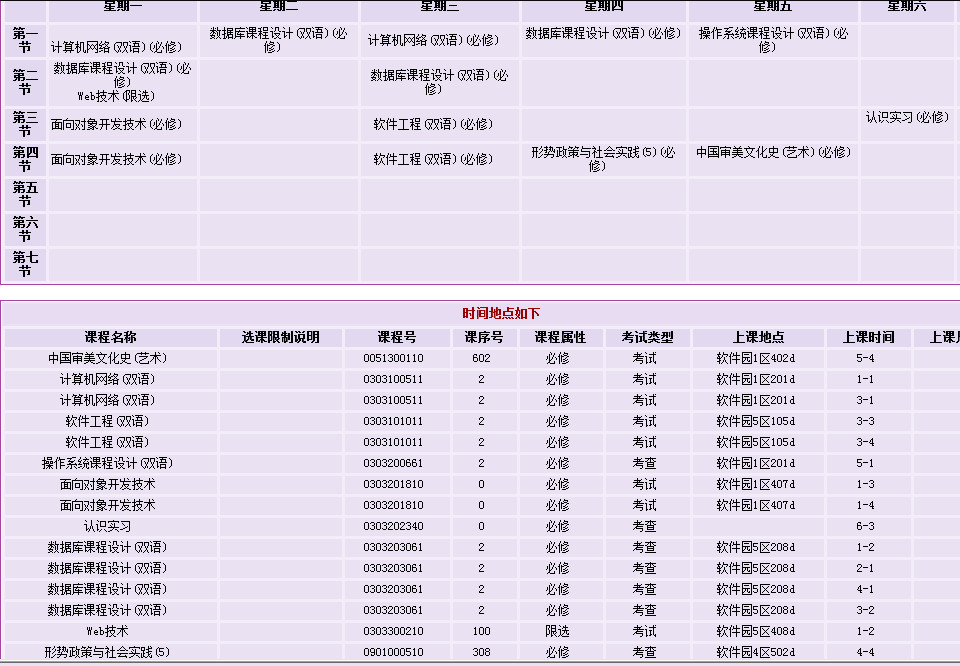 星期一 星期二 星期三 星期四 星期五 星期六
第一节 计算机网络(双语)(必修) 数据库课程设计(双语)(必修) 计算机网络(双语)(必修) 数据库课程设计(双语)(必修) 操作系统课程设计(双语)(必修)
第二节 数据库课程设计(双语)(必修) Web技术(限选) 数据库课程设计(双语)(必修)
第三节 面向对象开发技术(必修) 软件工程(双语)(必修) 认识实习(必修)
第四节 面向对象开发技术(必修) 软件工程(双语)(必修) 形势政策与社会实践(5)(必修) 中国审美文化史(艺术)(必修)
第五节
第六节
第七节
时间地点如下
课程名称 选课限制说明 课程号 课序号 课程属性 考试类型 上课地点 上课时间 上课
中国审美文化史(艺术) 0051300110 602 必修 考试 软件园1区402d 5-4
计算机网络(双语) 0303100511 2 必修 考试 软件园1区201d 1-1
计算机网络(双语) 0303100511 2 必修 考试 软件园1区201d 3-1
软件工程(双语) 0303101011 2 必修 考试 软件园5区105d 3-3
软件工程(双语) 0303101011 2 必修 考试 软件园5区105d 3-4
操作系统课程设计(双语) 0303200661 2 必修 考查 软件园1区201d 5-1
面向对象开发技术 0303201810 0 必修 考试 软件园1区407d 1-3
面向对象开发技术 0303201810 0 必修 考试 软件园1区407d 1-4
认识实习 0303202340 0 必修 考查 6-3
数据库课程设计(双语) 0303203061 2 必修 考查 软件园5区208d 1-2
数据库课程设计(双语) 0303203061 2 必修 考查 软件园5区208d 2-1
数据库课程设计(双语) 0303203061 2 必修 考查 软件园5区208d 4-1
数据库课程设计(双语) 0303203061 2 必修 考查 软件园5区208d 3-2
Web技术 0303300210 100 限选 考试 软件园5区408d 1-2
形势政策与社会实践(5) 0901000510 308 必修 考查 软件园4区502d 4-4